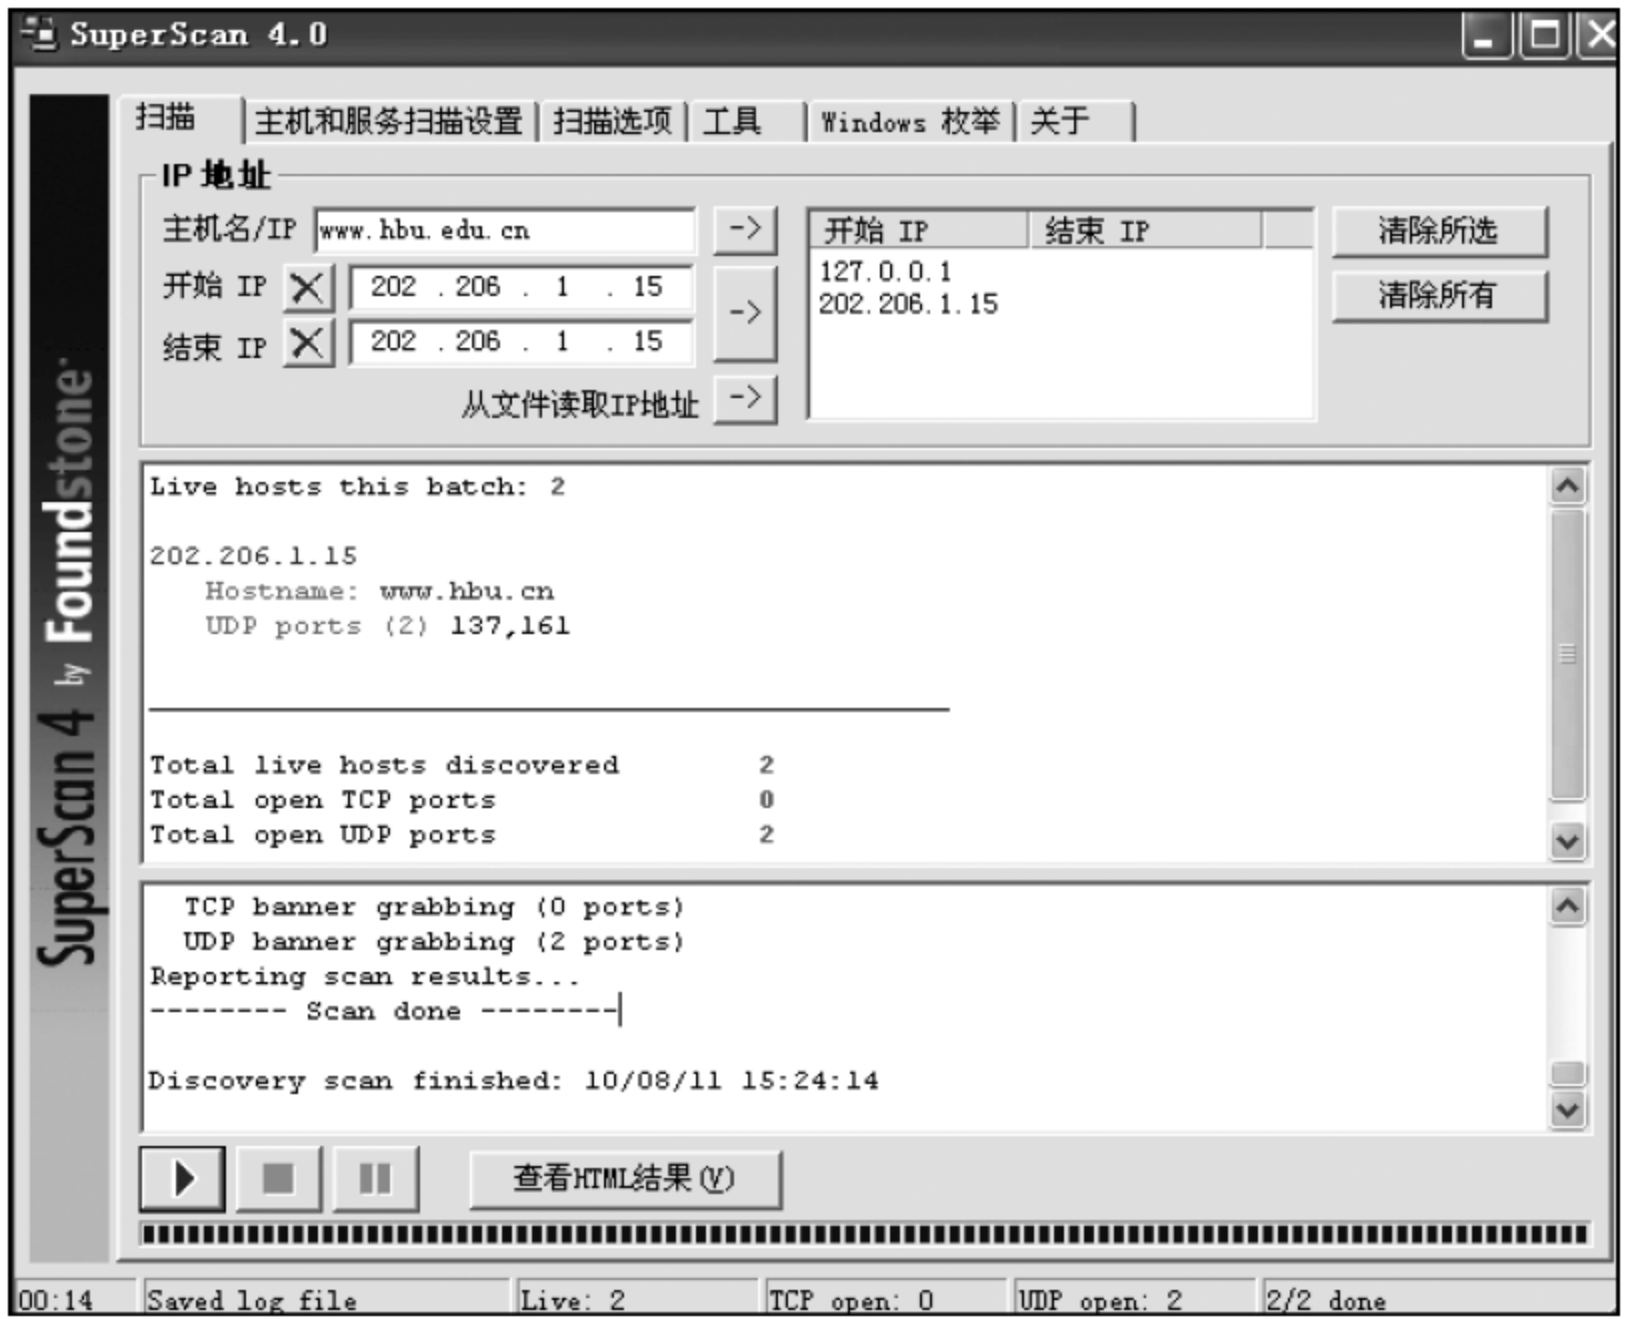 SuperScan 4.0
扫描 主机和服务扫描设置 扫描选项 工具 Windows 枚举 关于
IP 地址
主机名/IP www.hbu.edu.cn -> 开始 IP 结束 IP 清除所选
开始 IP 202 . 206 . 1 . 15 -> 127.0.0.1 清除所有
202.206.1.15
结束 IP 202 . 206 . 1 . 15
从文件读取IP地址 ->
Live hosts this batch: 2
202.206.1.15
Hostname: www.hbu.cn
UDP ports (2) 137,161
Total live hosts discovered 2
Total open TCP ports 0
Total open UDP ports 2
TCP banner grabbing (0 ports)
UDP banner grabbing (2 ports)
Reporting scan results...
-------- Scan done --------
Discovery scan finished: 10/08/11 15:24:14
查看HTML结果(V)
SuperScan 4 by Foundstone
00:14 Saved log file Live: 2 TCP open: 0 UDP open: 2 2/2 done